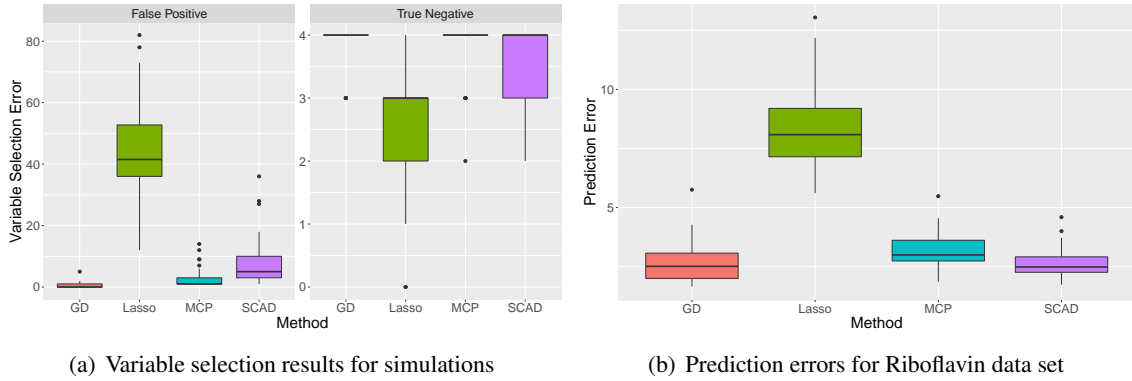 False Positive
True Negative
Variable Selection Error
80
60
40
20
0
4
3
2
1
0
GD Lasso MCP SCAD GD Lasso MCP SCAD
Method
(a) Variable selection results for simulations
Prediction Error
10
5
GD Lasso MCP SCAD
Method
(b) Prediction errors for Riboflavin data set